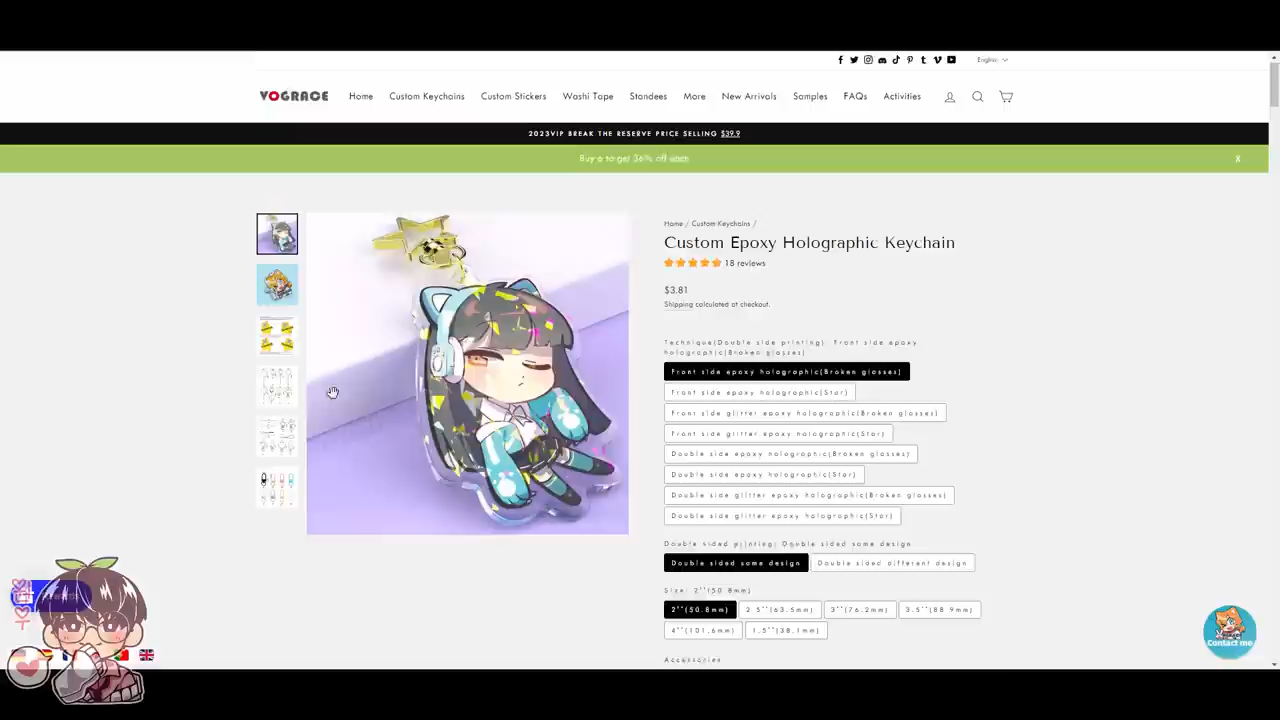 English
VOGRACE
Home
Custom Keychains
Custom Stickers
Washi Tape
Standees
More
New Arrivals
Samples
FAQs
Activities
2023VIP BREAK THE RESERVE PRICE SELLING $39.9
36% off
X
Home / Custom Keychains /
Custom Epoxy Holographic Keychain
18 reviews
$3.81
Shipping calculated at checkout.
Technique(Double side printing): Front side epoxy
holographic(Broken glasses)
Front side epoxy holographic(Broken glasses)
Front side epoxy holographic(Star)
Front side glitter epoxy holographic(Broken glasses)
Front side glitter epoxy holographic(Star)
Double side epoxy holographic(Broken glasses)
Double side epoxy holographic(Star)
Double side glitter epoxy holographic(Broken glasses)
Double side glitter epoxy holographic(Star)
Double sided printing: Double sided same design
Double sided same design
Double sided different design
Size: 2"(50.8mm)
2''(50.8mm)
2.5''(63.5mm)
3''(76.2mm)
3.5''(88.9mm)
4''(101.6mm)
1.5''(38.1mm)
Accessories
Contact me